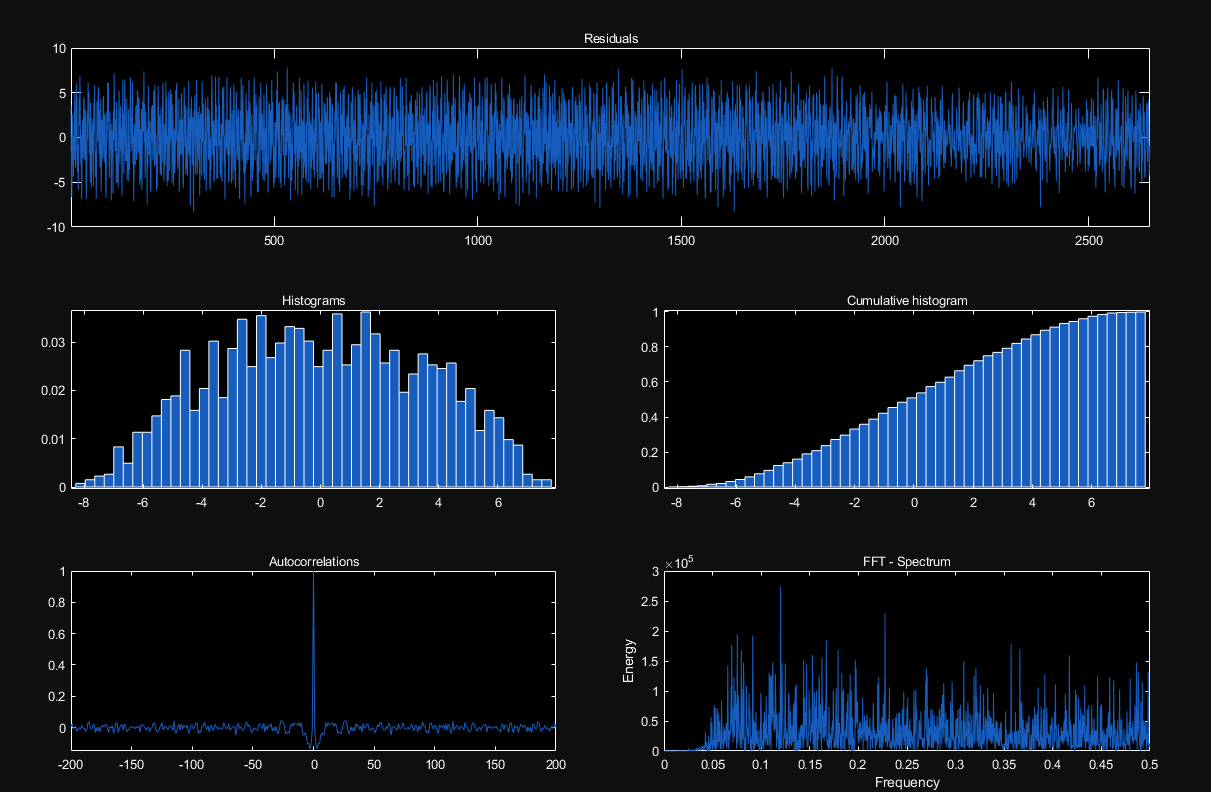 Residuals
10
5
0
-5
-10
500 1000 1500 2000 2500
Histograms
0.03
0.02
0.01
0
-8 -6 -4 -2 0 2 4 6
Cumulative histogram
1
0.8
0.6
0.4
0.2
0
-8 -6 -4 -2 0 2 4 6
Autocorrelations
1
0.8
0.6
0.4
0.2
0
-200 -150 -100 -50 0 50 100 150 200
FFT - Spectrum
×10⁵
3
2.5
2
1.5
1
0.5
0
Energy
0 0.05 0.1 0.15 0.2 0.25 0.3 0.35 0.4 0.45 0.5
Frequency